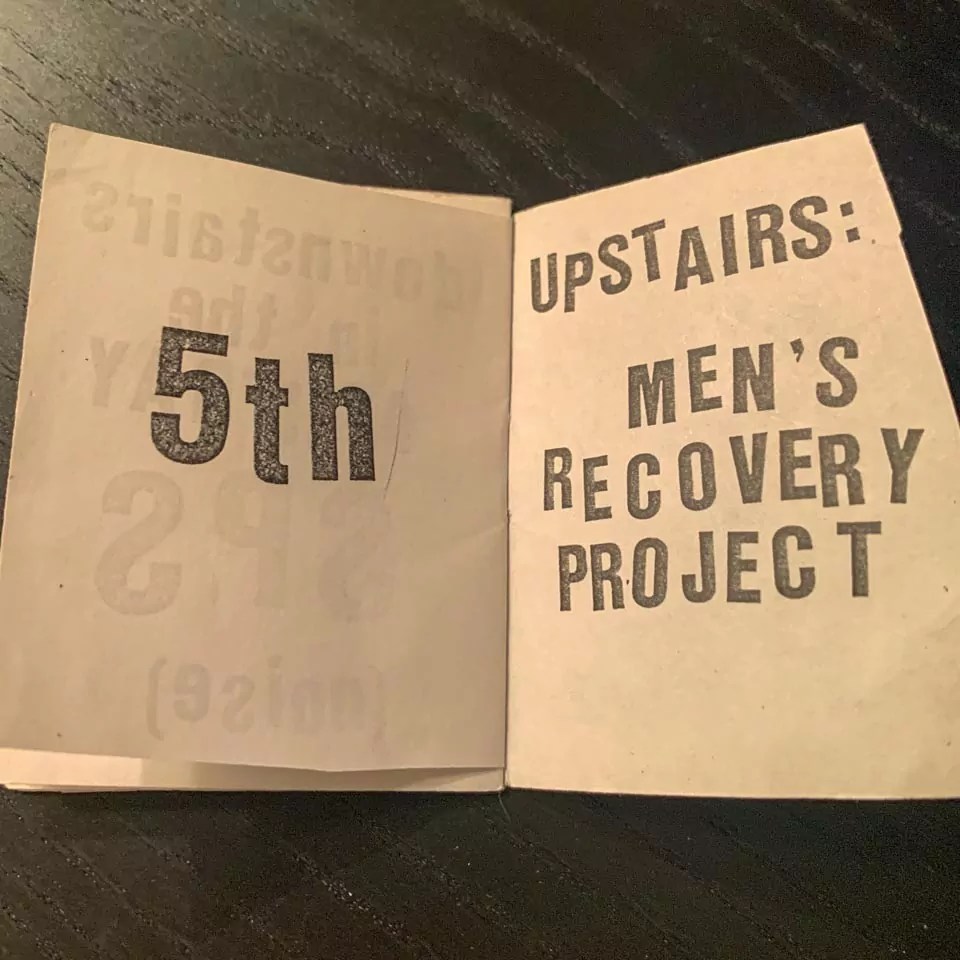 5th
UPSTAIRS:
MEN'S
RECOVERY
PROJECT